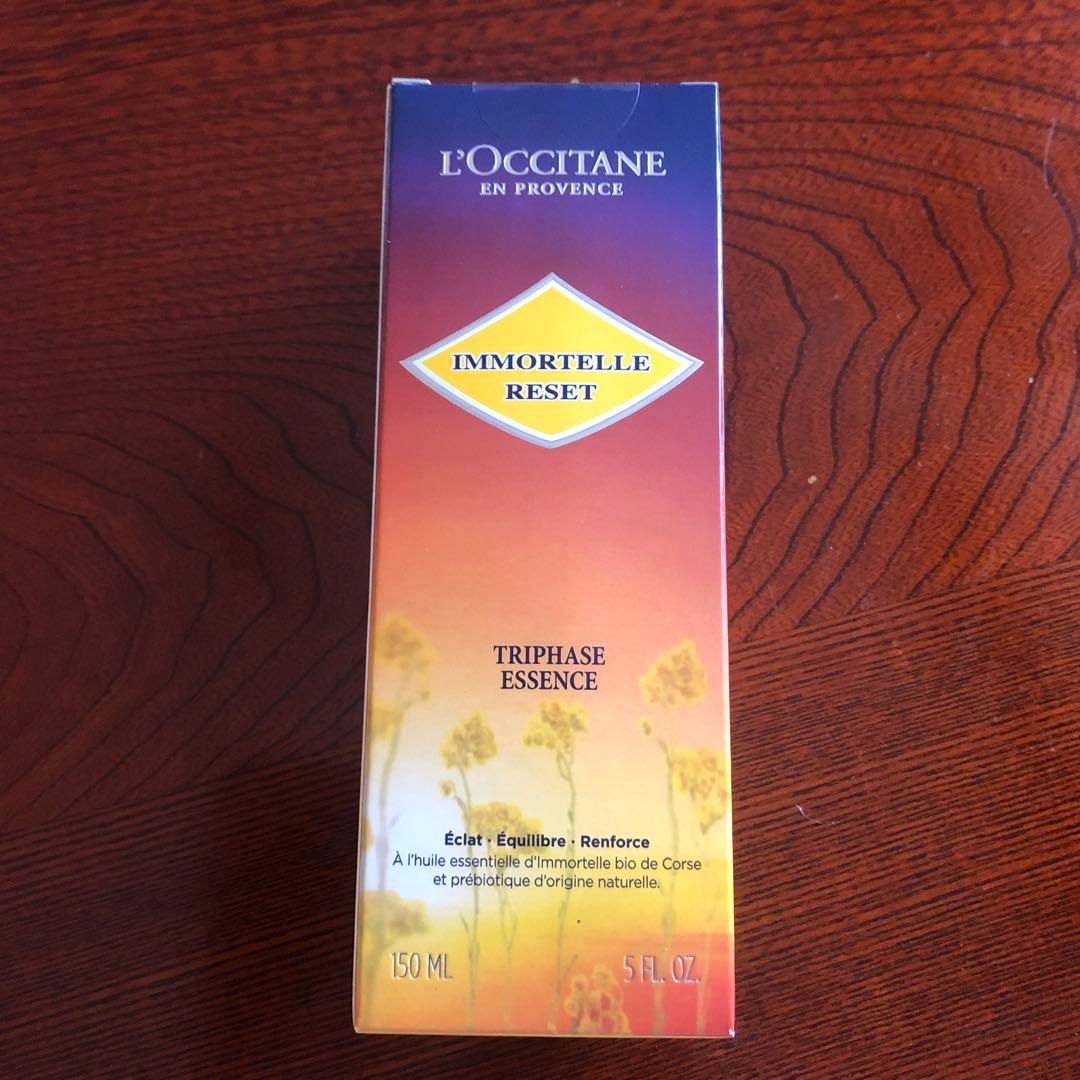 L'OCCITANE
EN PROVENCE
IMMORTELLE
RESET
TRIPHASE
ESSENCE
Éclat · Équilibre · Renforce
À l'huile essentielle d'Immortelle bio de Corse
et prébiotique d'origine naturelle.
150 ML 5 FL. OZ.